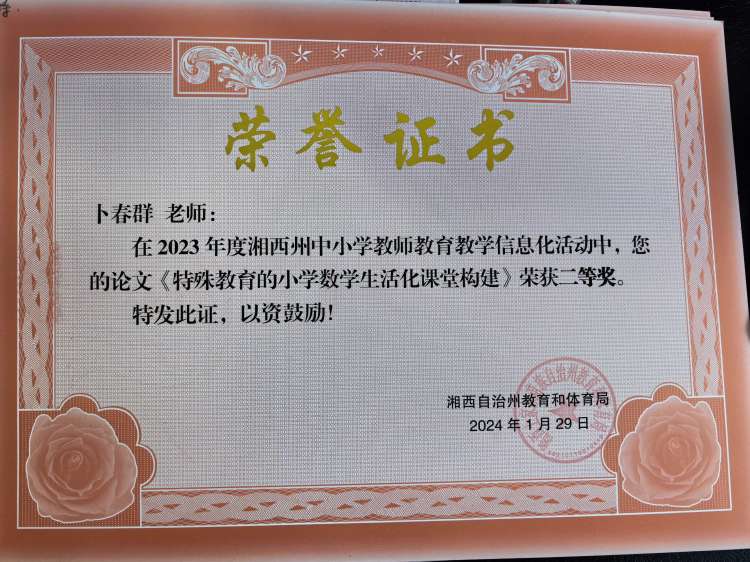 荣誉证书
卜春群 老师：
在 2023 年度湘西州中小学教师教育教学信息化活动中，您
的论文《特殊教育的小学数学生活化课堂构建》荣获二等奖。
特发此证，以资鼓励！
湘西自治州教育和体育局
2024 年 1 月 29 日